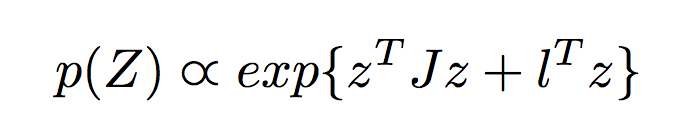 p(Z) ∝ exp{z^T Jz + l^T z}